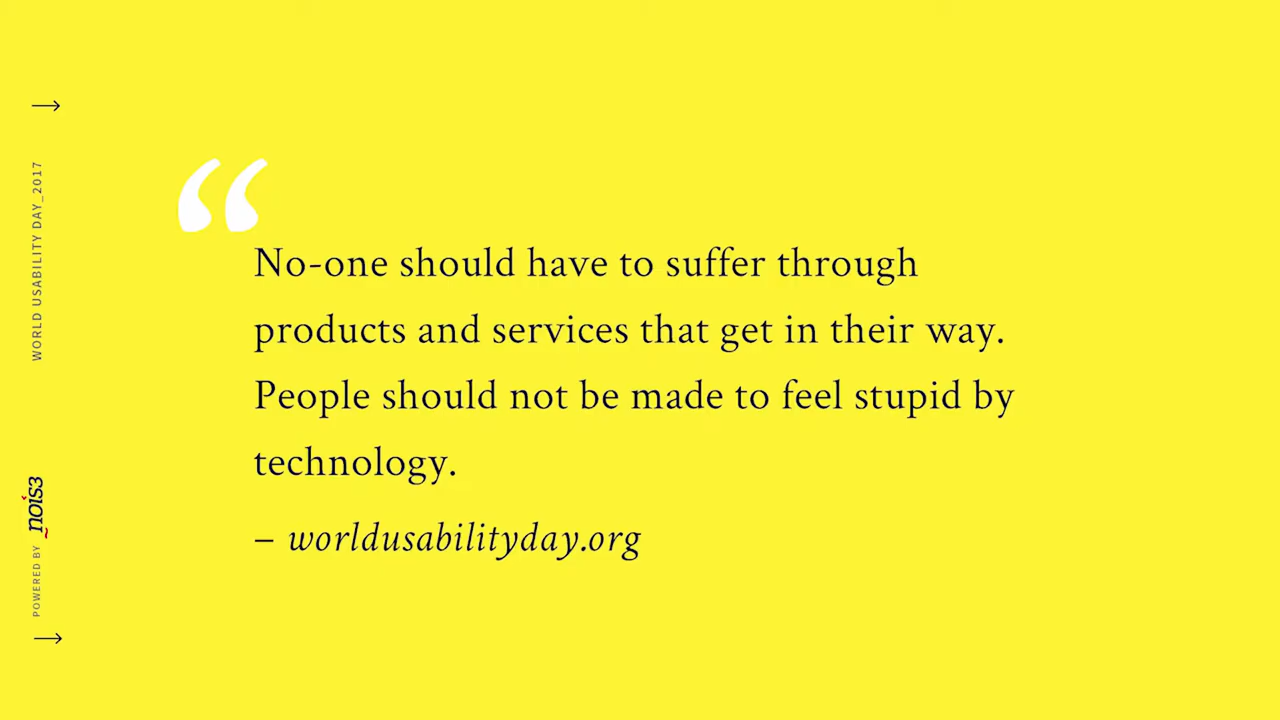 WORLD USABILITY DAY_2017
POWERED BY nois3
“
No-one should have to suffer through
products and services that get in their way.
People should not be made to feel stupid by
technology.
– worldusabilityday.org